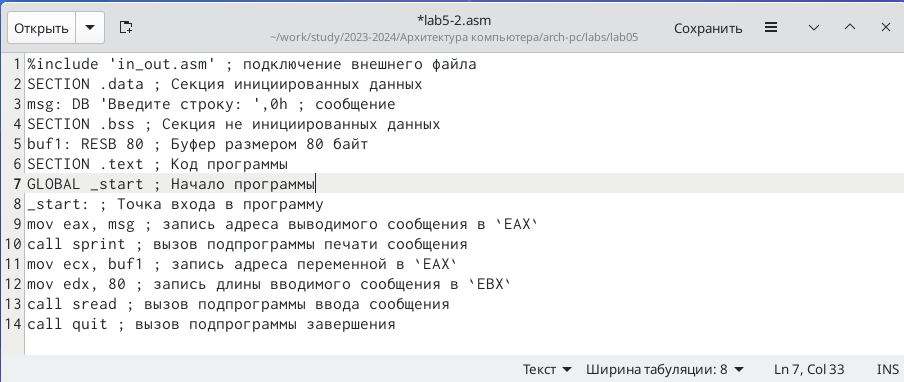 Открыть
*lab5-2.asm
~/work/study/2023-2024/Архитектура компьютера/arch-pc/labs/lab05
Сохранить
1 %include 'in_out.asm' ; подключение внешнего файла
2 SECTION .data ; Секция инициированных данных
3 msg: DB 'Введите строку: ',0h ; сообщение
4 SECTION .bss ; Секция не инициированных данных
5 buf1: RESB 80 ; Буфер размером 80 байт
6 SECTION .text ; Код программы
7 GLOBAL _start ; Начало программы
8 _start: ; Точка входа в программу
9 mov eax, msg ; запись адреса выводимого сообщения в `EAX`
10 call sprint ; вызов подпрограммы печати сообщения
11 mov ecx, buf1 ; запись адреса переменной в `EAX`
12 mov edx, 80 ; запись длины вводимого сообщения в `EBX`
13 call sread ; вызов подпрограммы ввода сообщения
14 call quit ; вызов подпрограммы завершения
Текст Ширина табуляции: 8 Ln 7, Col 33 INS